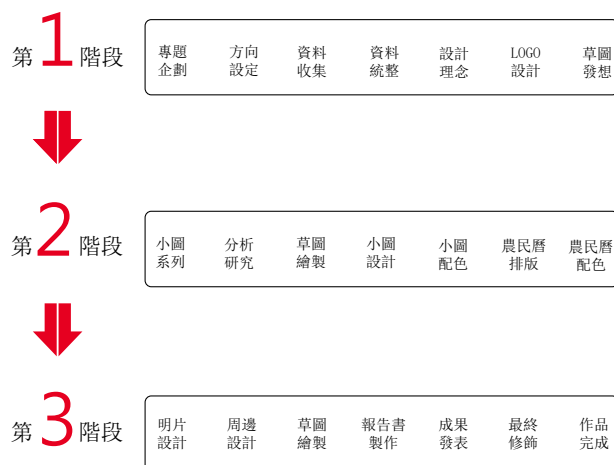 第1階段
專題 方向 資料 資料 設計 LOGO 草圖
企劃 設定 收集 統整 理念 設計 發想
第2階段
小圖 分析 草圖 小圖 小圖 農民曆 農民曆
系列 研究 繪製 設計 配色 排版 配色
第3階段
明片 周邊 草圖 報告書 成果 最終 作品
設計 設計 繪製 製作 發表 修飾 完成